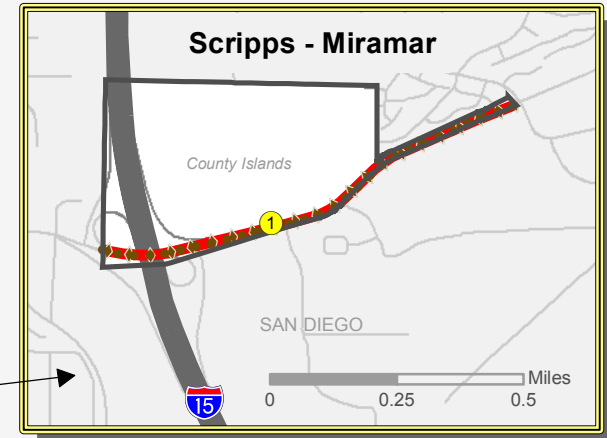 Scripps - Miramar
County Islands
1
SAN DIEGO
Miles
0 0.25 0.5
15